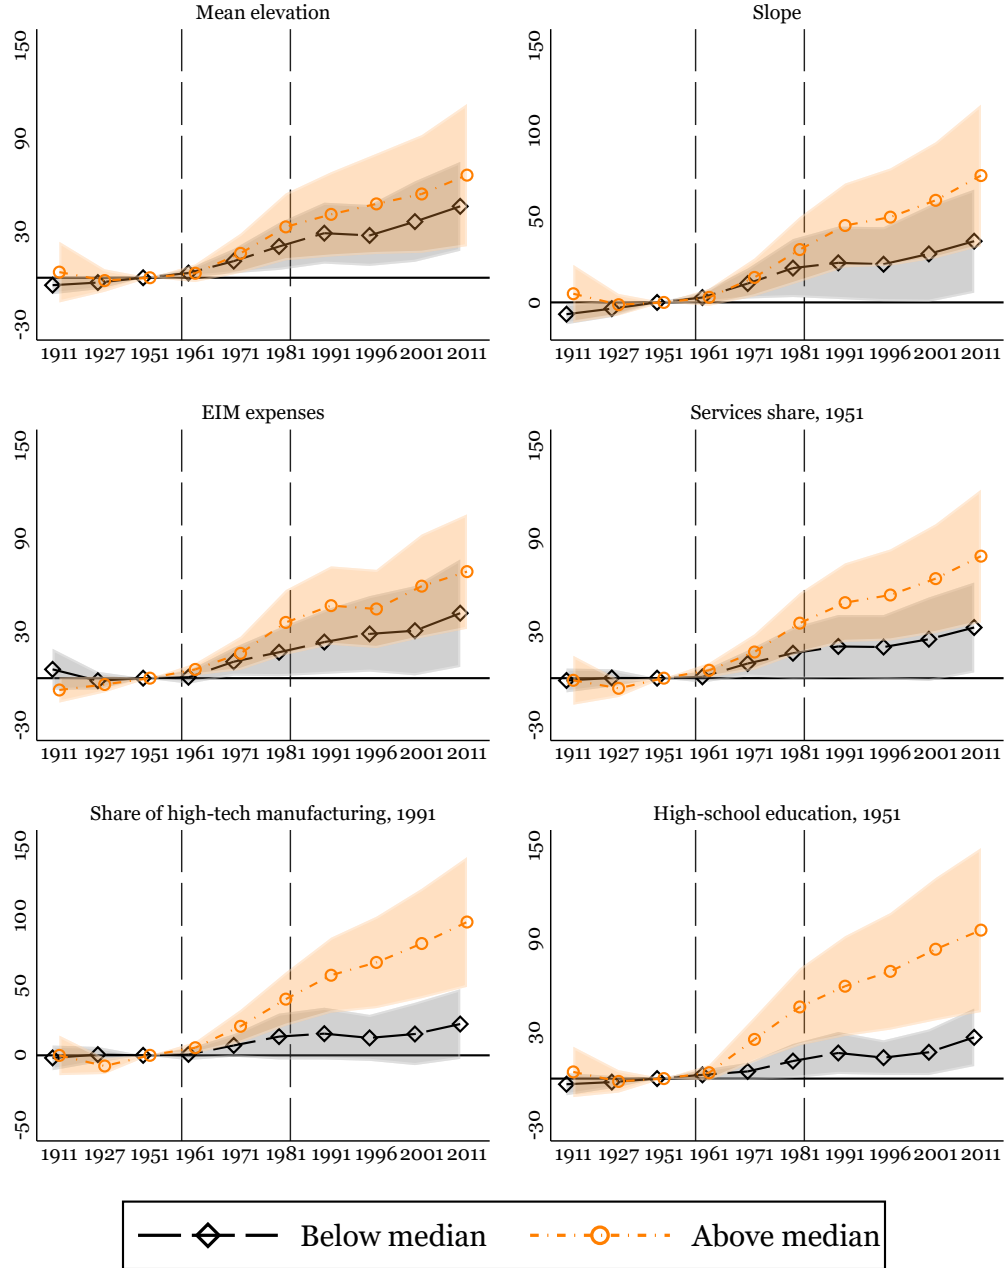 Mean elevation
150
90
30
-30
1911 1927 1951 1961 1971 1981 1991 1996 2001 2011
Slope
150
100
50
0
1911 1927 1951 1961 1971 1981 1991 1996 2001 2011
EIM expenses
150
90
30
-30
1911 1927 1951 1961 1971 1981 1991 1996 2001 2011
Services share, 1951
150
90
30
-30
1911 1927 1951 1961 1971 1981 1991 1996 2001 2011
Share of high-tech manufacturing, 1991
150
100
50
0
-50
1911 1927 1951 1961 1971 1981 1991 1996 2001 2011
High-school education, 1951
150
90
30
-30
1911 1927 1951 1961 1971 1981 1991 1996 2001 2011
Below median
Above median